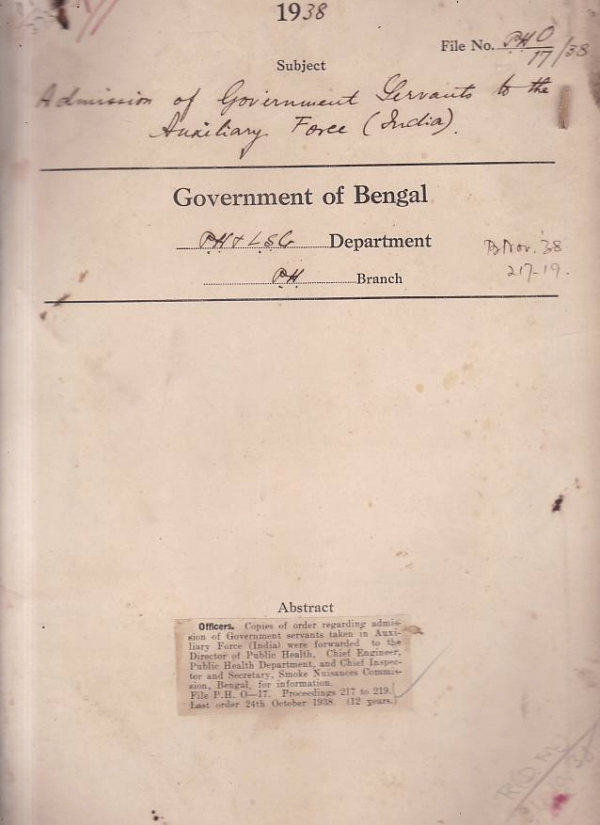 1938
File No. PHO
17/38
Subject
Admission of Government Servants to the
Auxiliary Force (India).
Government of Bengal
PH & LSG Department
B Nov. '38
217-19.
PH Branch
Abstract
Officers. Copies of order regarding admis-
sion of Government servants taken in Auxi-
liary Force (India) were forwarded to the
Director of Public Health, Chief Engineer,
Public Health Department, and Chief Inspec-
tor and Secretary, Smoke Nuisances Commis-
sion, Bengal, for information.
File P.H. O—17. Proceedings 217 to 219.
Last order 24th October 1938. (12 years.)